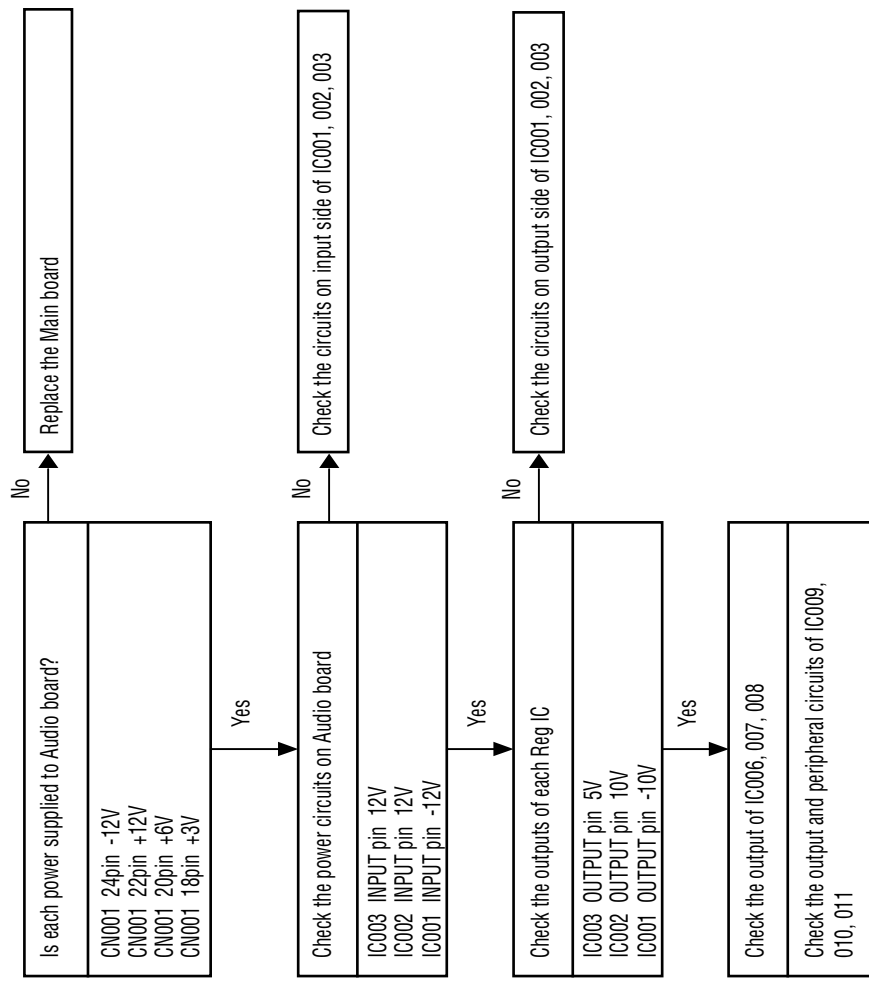 Is each power supplied to Audio board?
CN001 24pin -12V
CN001 22pin +12V
CN001 20pin +6V
CN001 18pin +3V
No
Replace the Main board
Yes
Check the power circuits on Audio board
IC003 INPUT pin 12V
IC002 INPUT pin 12V
IC001 INPUT pin -12V
No
Check the circuits on input side of IC001, 002, 003
Yes
Check the outputs of each Reg IC
IC003 OUTPUT pin 5V
IC002 OUTPUT pin 10V
IC001 OUTPUT pin -10V
No
Check the circuits on output side of IC001, 002, 003
Yes
Check the output of IC006, 007, 008
Check the output and peripheral circuits of IC009,
010, 011